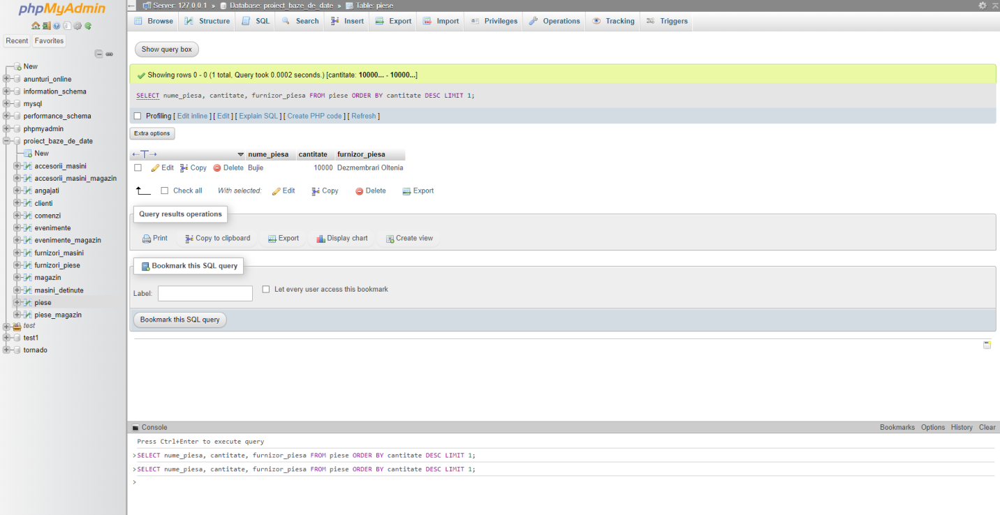 phpMyAdmin
Recent Favorites
New
anunturi_online
information_schema
mysql
performance_schema
phpmyadmin
proiect_baze_de_date
New
accesorii_masini
accesorii_masini_magazin
angajati
clienti
comenzi
evenimente
evenimente_magazin
furnizori_masini
furnizori_piese
magazin
masini_detinute
piese
piese_magazin
test
test1
tornado
Server: 127.0.0.1 » Database: proiect_baze_de_date » Table: piese
Browse Structure SQL Search Insert Export Import Privileges Operations Tracking Triggers
Show query box
Showing rows 0 - 0 (1 total, Query took 0.0002 seconds.) [cantitate: 10000... - 10000...]
SELECT nume_piesa, cantitate, furnizor_piesa FROM piese ORDER BY cantitate DESC LIMIT 1;
Profiling [ Edit inline ] [ Edit ] [ Explain SQL ] [ Create PHP code ] [ Refresh ]
Extra options
←T→ nume_piesa cantitate furnizor_piesa
Edit Copy Delete Bujie 10000 Dezmembrari Oltenia
Check all With selected: Edit Copy Delete Export
Query results operations
Print Copy to clipboard Export Display chart Create view
Bookmark this SQL query
Label: Let every user access this bookmark
Bookmark this SQL query
Console Bookmarks Options History Clear
Press Ctrl+Enter to execute query
>SELECT nume_piesa, cantitate, furnizor_piesa FROM piese ORDER BY cantitate DESC LIMIT 1;
>SELECT nume_piesa, cantitate, furnizor_piesa FROM piese ORDER BY cantitate DESC LIMIT 1;
>